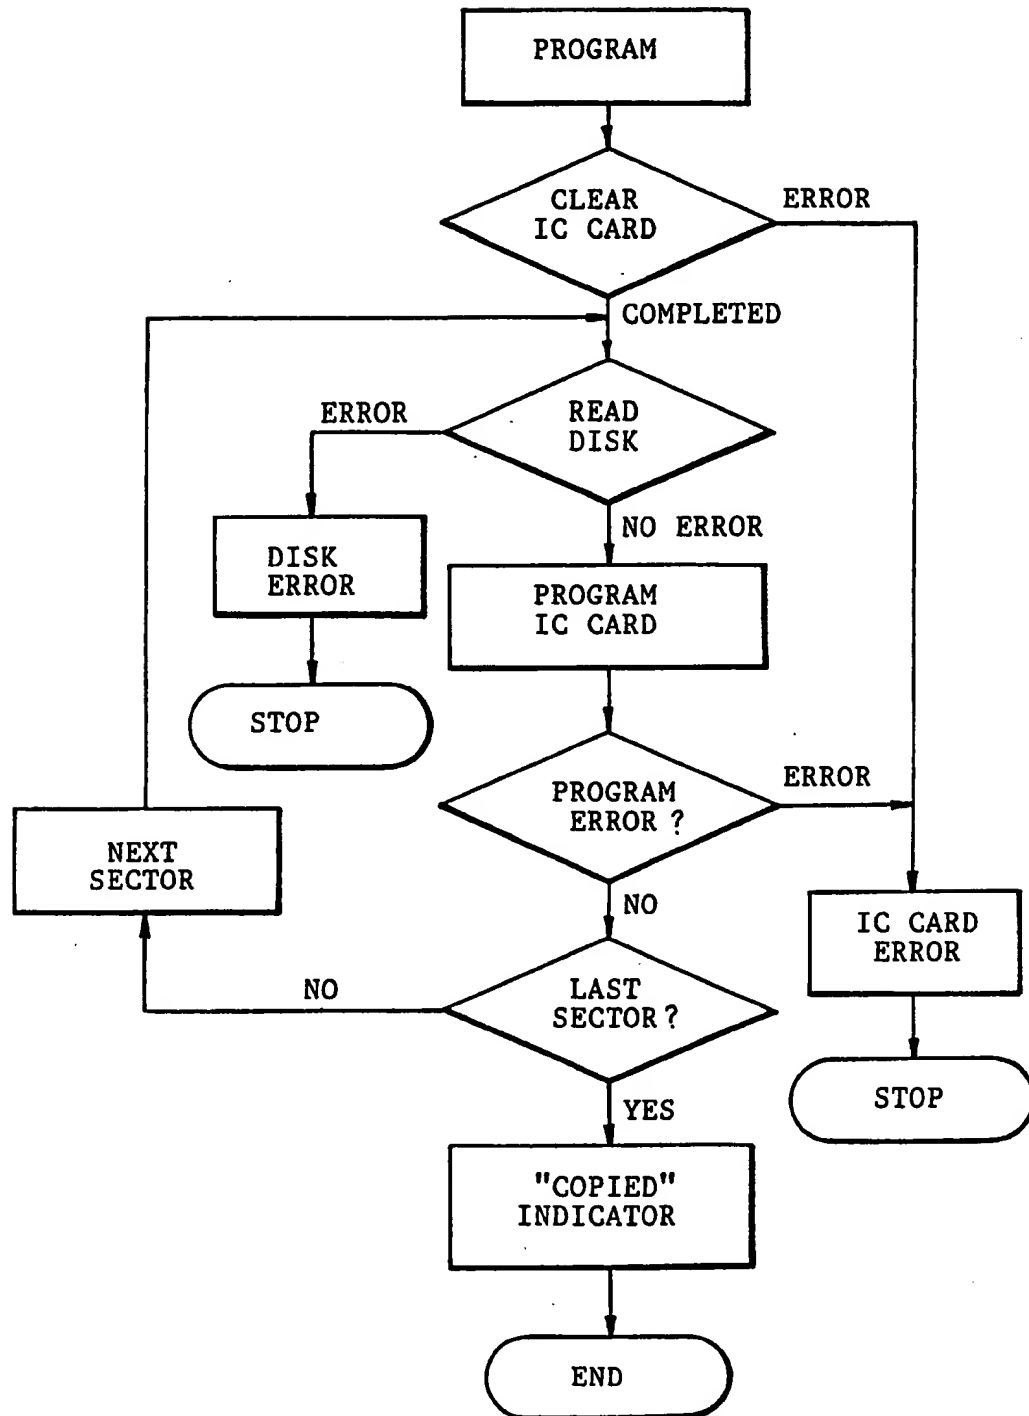 PROGRAM
CLEAR
IC CARD
ERROR
COMPLETED
READ
DISK
ERROR
NO ERROR
DISK
ERROR
PROGRAM
IC CARD
STOP
PROGRAM
ERROR?
ERROR
NEXT
SECTOR
NO
IC CARD
ERROR
LAST
SECTOR?
NO
STOP
YES
"COPIED"
INDICATOR
END